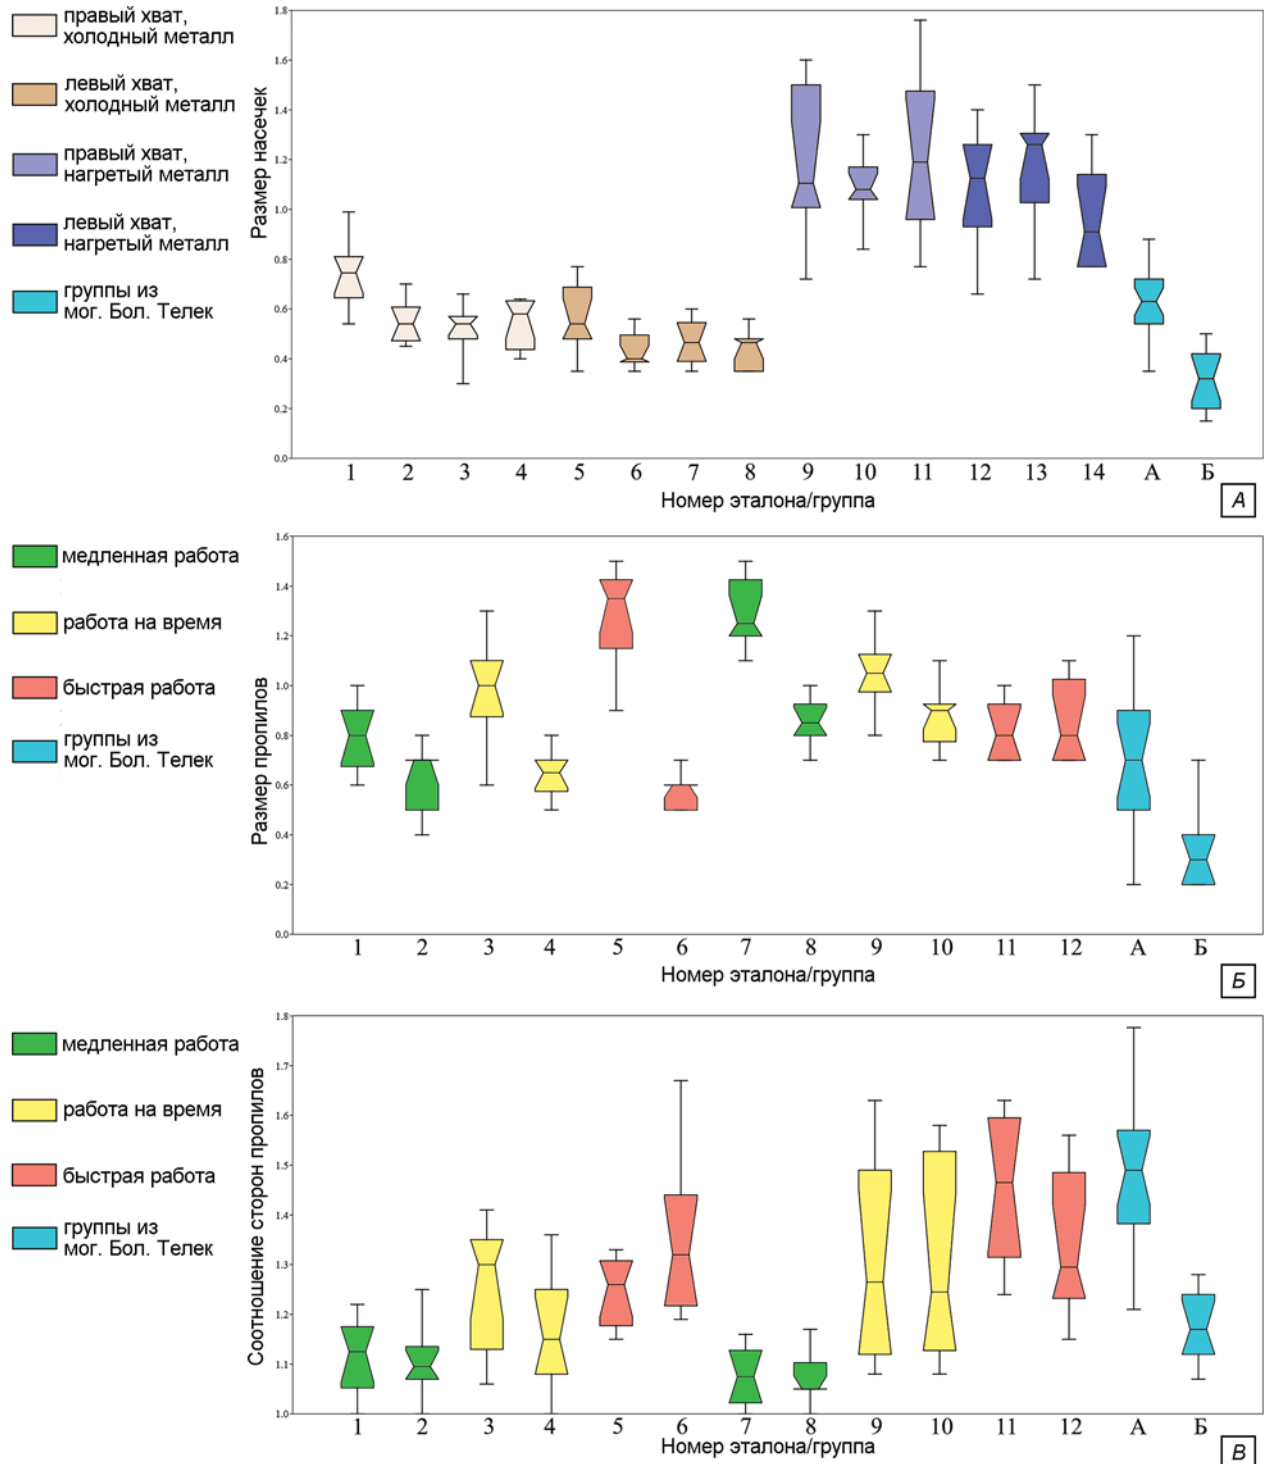 правый хват,
холодный металл
левый хват,
холодный металл
правый хват,
нагретый металл
левый хват,
нагретый металл
группы из
мог. Бол. Телек
Размер насечек
1.8
1.6
1.4
1.2
1.0
0.8
0.6
0.4
0.2
0.0
1 2 3 4 5 6 7 8 9 10 11 12 13 14 А Б
Номер эталона/группа
А
медленная работа
работа на время
быстрая работа
группы из
мог. Бол. Телек
Размер пропилов
1.6
1.4
1.2
1.0
0.8
0.6
0.4
0.2
0.0
1 2 3 4 5 6 7 8 9 10 11 12 А Б
Номер эталона/группа
Б
медленная работа
работа на время
быстрая работа
группы из
мог. Бол. Телек
Соотношение сторон пропилов
1.8
1.7
1.6
1.5
1.4
1.3
1.2
1.1
1.0
1 2 3 4 5 6 7 8 9 10 11 12 А Б
Номер эталона/группа
В